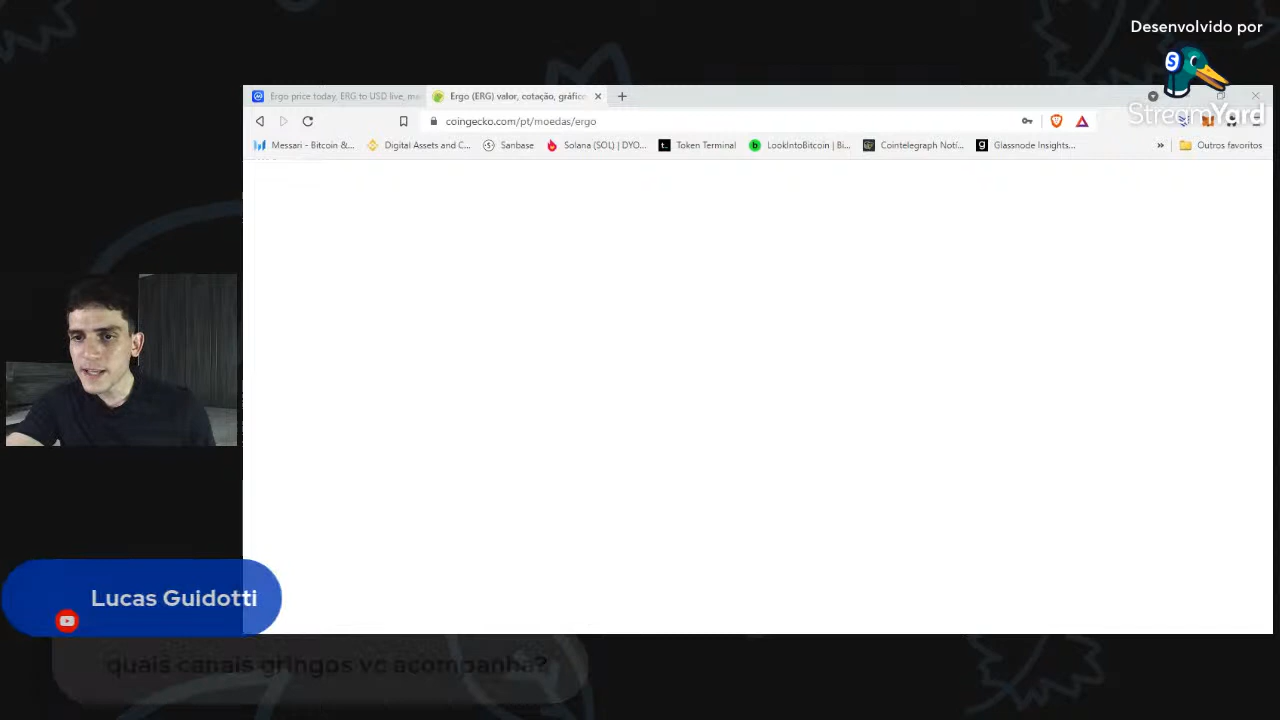 Desenvolvido por
S
StreamYard
Ergo price today, ERG to USD live, ma
Ergo (ERG) valor, cotação, gráfico
coingecko.com/pt/moedas/ergo
Messari - Bitcoin &...
Digital Assets and C...
Sanbase
Solana (SOL) | DYO...
t.
Token Terminal
b
LookIntoBitcoin | Bi...
Cointelegraph Notí...
g
Glassnode Insights...
»
Outros favoritos
Lucas Guidotti
quais canais gringos vc acompanha?